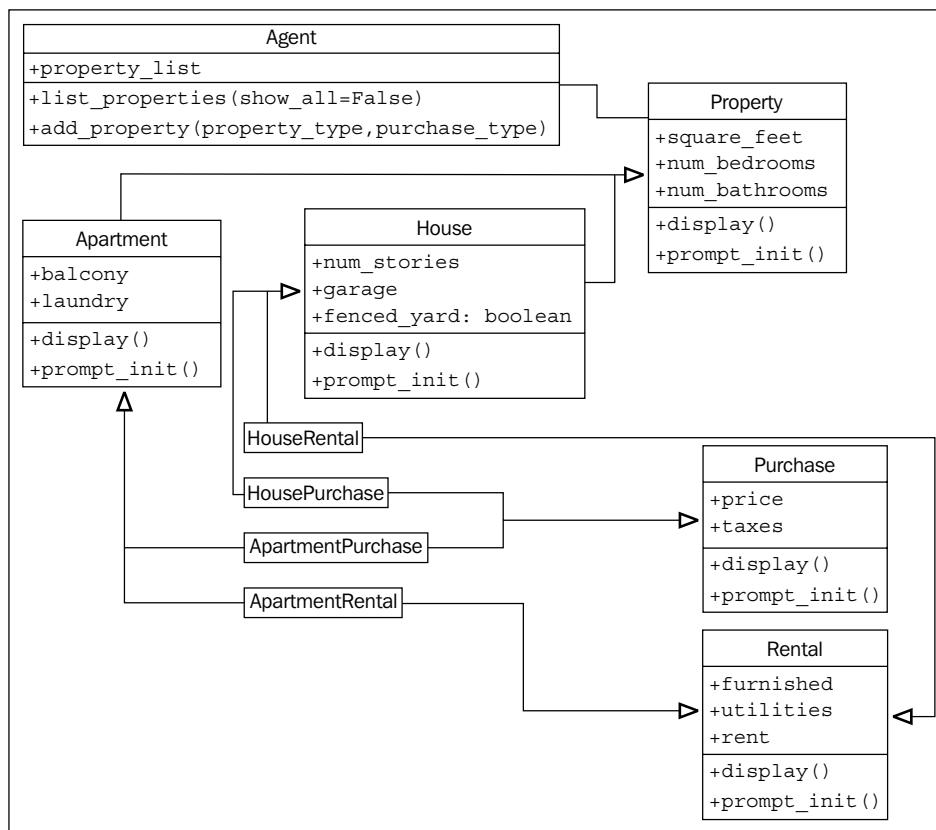 Agent
+property_list
+list_properties(show_all=False)
+add_property(property_type,purchase_type)
Property
+square_feet
+num_bedrooms
+num_bathrooms
+display()
+prompt_init()
Apartment
+balcony
+laundry
+display()
+prompt_init()
House
+num_stories
+garage
+fenced_yard: boolean
+display()
+prompt_init()
HouseRental
HousePurchase
ApartmentPurchase
ApartmentRental
Purchase
+price
+taxes
+display()
+prompt_init()
Rental
+furnished
+utilities
+rent
+display()
+prompt_init()